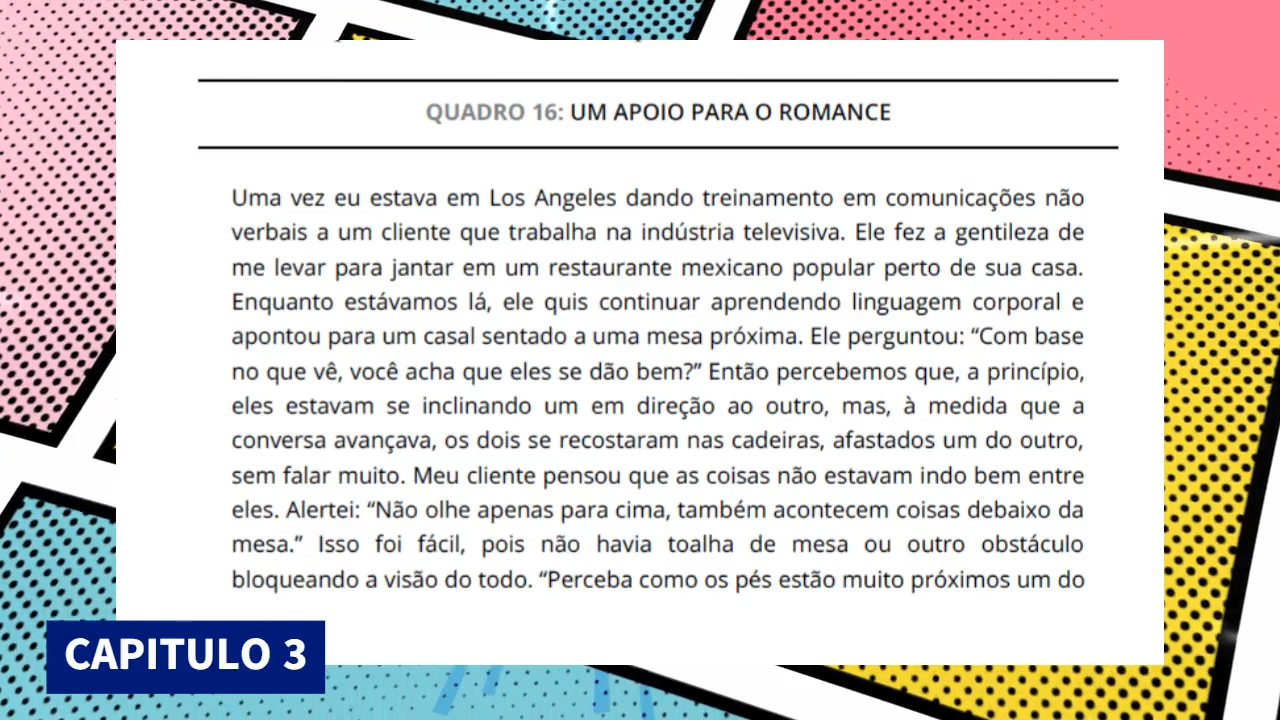 QUADRO 16: UM APOIO PARA O ROMANCE
Uma vez eu estava em Los Angeles dando treinamento em comunicações não
verbais a um cliente que trabalha na indústria televisiva. Ele fez a gentileza de
me levar para jantar em um restaurante mexicano popular perto de sua casa.
Enquanto estávamos lá, ele quis continuar aprendendo linguagem corporal e
apontou para um casal sentado a uma mesa próxima. Ele perguntou: “Com base
no que vê, você acha que eles se dão bem?” Então percebemos que, a princípio,
eles estavam se inclinando um em direção ao outro, mas, à medida que a
conversa avançava, os dois se recostaram nas cadeiras, afastados um do outro,
sem falar muito. Meu cliente pensou que as coisas não estavam indo bem entre
eles. Alertei: “Não olhe apenas para cima, também acontecem coisas debaixo da
mesa.” Isso foi fácil, pois não havia toalha de mesa ou outro obstáculo
bloqueando a visão do todo. “Perceba como os pés estão muito próximos um do
CAPITULO 3